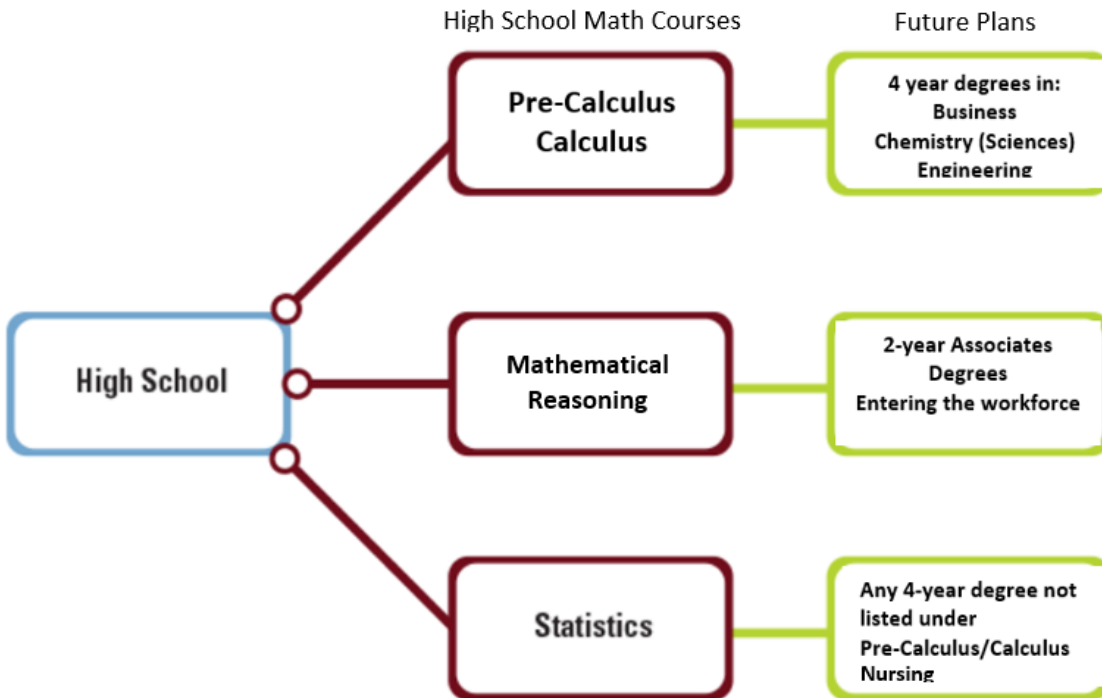 High School Math Courses
Future Plans
Pre-Calculus
Calculus
4 year degrees in:
Business
Chemistry (Sciences)
Engineering
High School
Mathematical
Reasoning
2-year Associates
Degrees
Entering the workforce
Statistics
Any 4-year degree not
listed under
Pre-Calculus/Calculus
Nursing